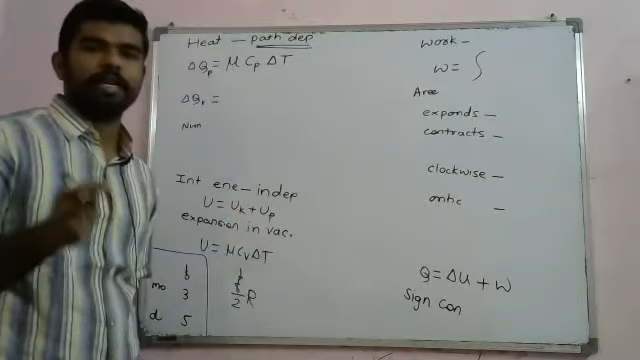 Heat – path dep
ΔQp = μ Cp ΔT
ΔQv =
Num
Int ene – indep
U = Uk + Up
expansion in vac.
U = μ Cv ΔT
f
mo 3
d 5
f/2 R
Work –
W = ∫
Area
expands –
contracts –
clockwise –
antic –
Q = ΔU + W
Sign con